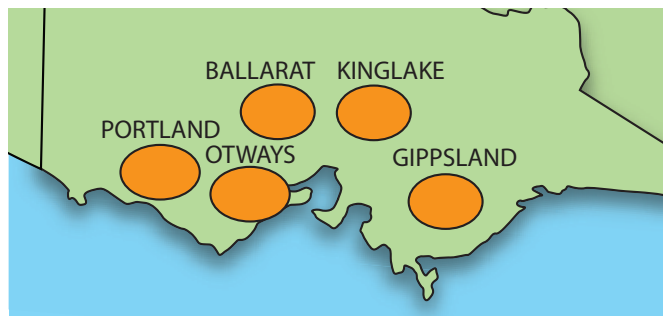 BALLARAT
KINGLAKE
PORTLAND
OTWAYS
GIPPSLAND